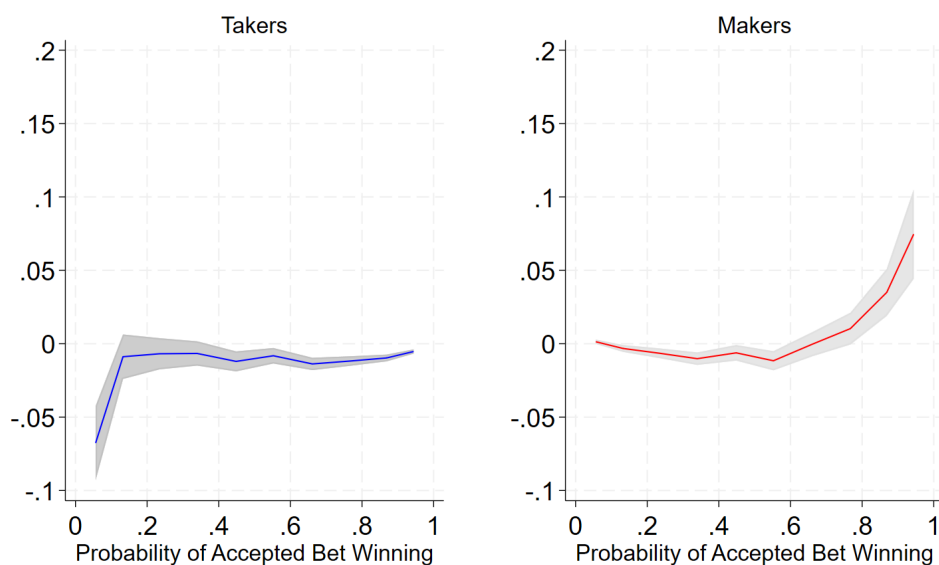 Takers
.2
.15
.1
.05
0
-.05
-.1
0 .2 .4 .6 .8 1
Probability of Accepted Bet Winning
Makers
.2
.15
.1
.05
0
-.05
-.1
0 .2 .4 .6 .8 1
Probability of Accepted Bet Winning